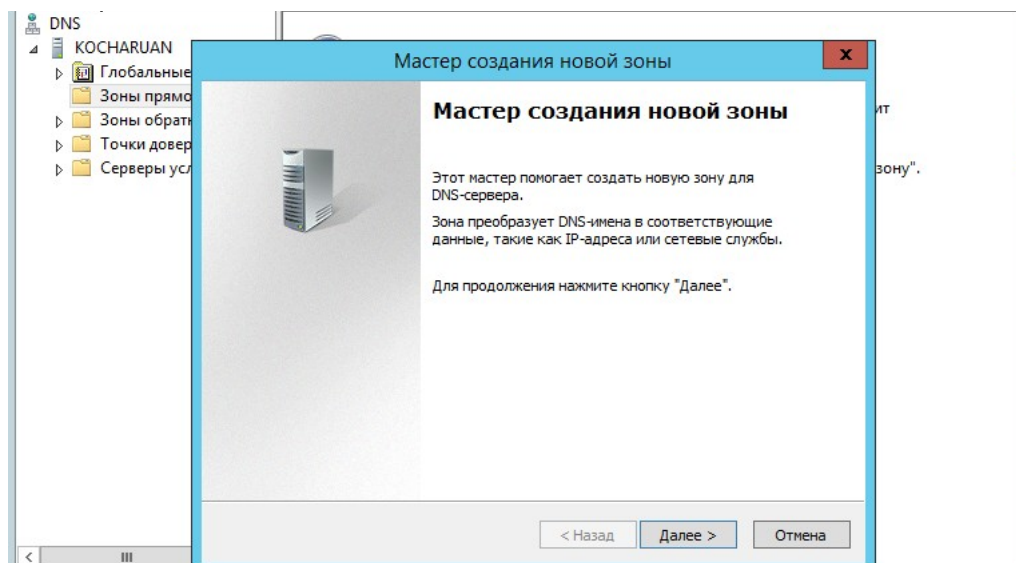 DNS
KOCHARUAN
Глобальные
Зоны прямо
Зоны обрат
Точки довер
Серверы усл
Мастер создания новой зоны
x
Мастер создания новой зоны
ит
Этот мастер помогает создать новую зону для
DNS-сервера.
зону".
Зона преобразует DNS-имена в соответствующие
данные, такие как IP-адреса или сетевые службы.
Для продолжения нажмите кнопку "Далее".
< Назад
Далее >
Отмена